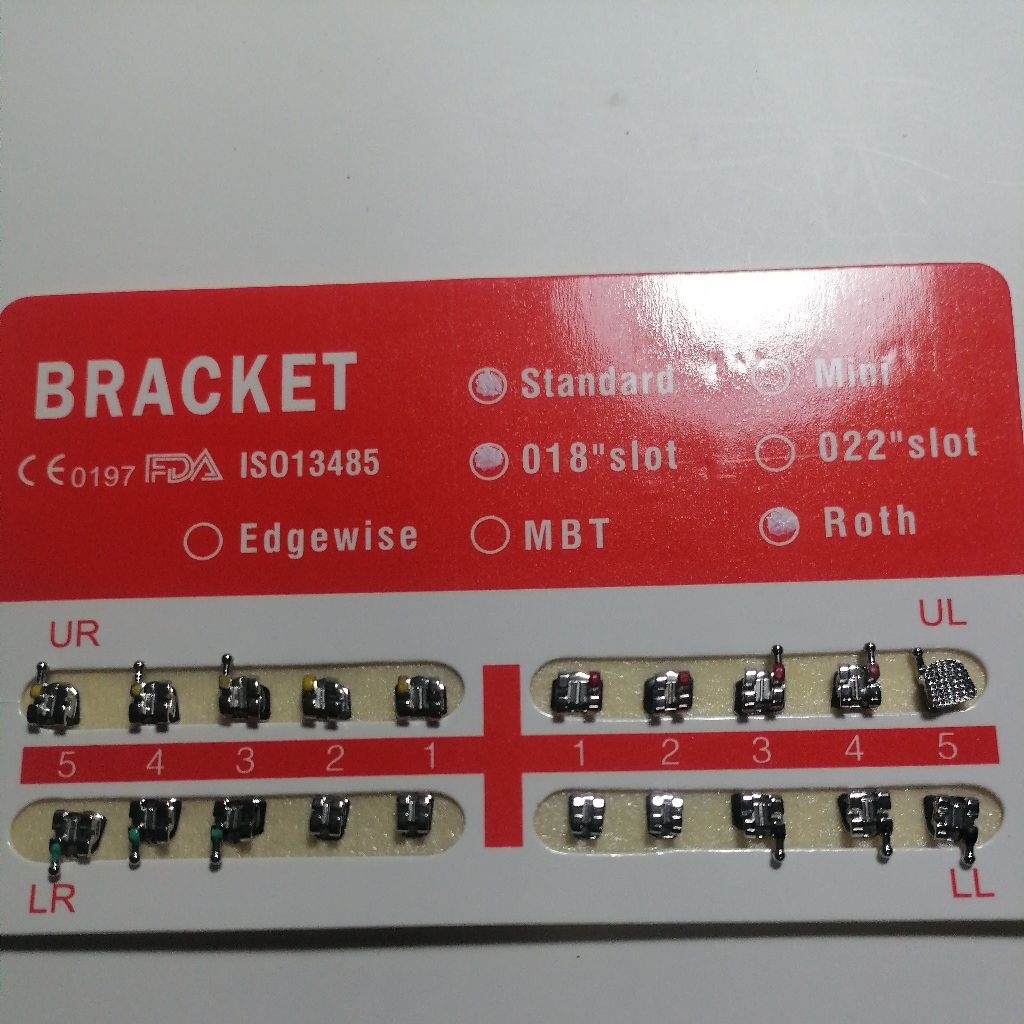 BRACKET
Standard Mini
CE0197 FDA ISO13485
018"slot 022"slot
Edgewise MBT Roth
UR UL
5 4 3 2 1 1 2 3 4 5
LR LL